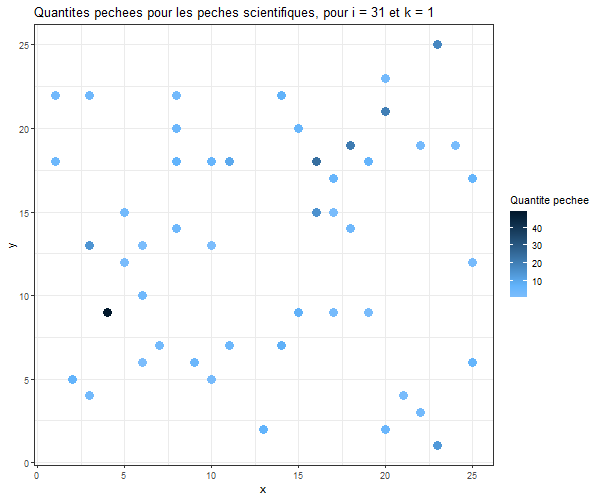 Quantites pechees pour les peches scientifiques, pour i = 31 et k = 1
25
20
15
10
5
0
y
0 5 10 15 20 25
x
Quantite pechee
40
30
20
10